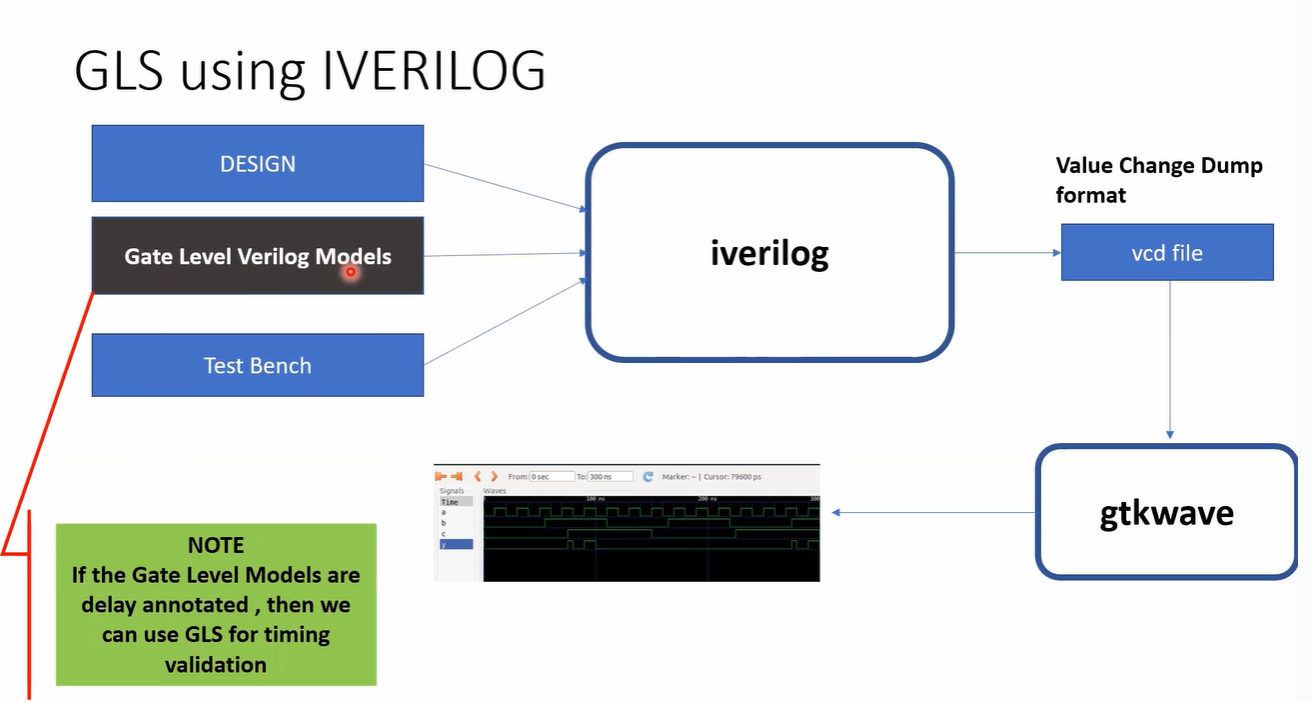 GLS using IVERILOG
DESIGN
Gate Level Verilog Models
Test Bench
iverilog
Value Change Dump
format
vcd file
gtkwave
From: 0 sec To: 300 ns Marker: -- | Cursor: 79600 ps
Signals Waves
Time
100 ns 200 ns 300
a
b
c
y
NOTE
If the Gate Level Models are
delay annotated , then we
can use GLS for timing
validation